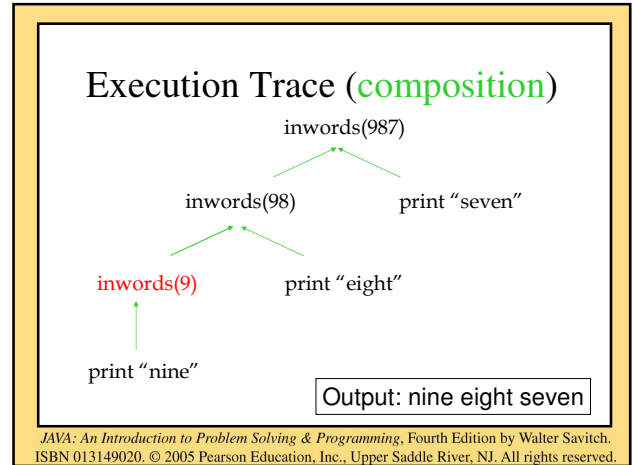 Execution Trace (composition)
inwords(987)
inwords(98) print “seven”
inwords(9) print “eight”
print “nine”
Output: nine eight seven
JAVA: An Introduction to Problem Solving & Programming, Fourth Edition by Walter Savitch.
ISBN 013149020. © 2005 Pearson Education, Inc., Upper Saddle River, NJ. All rights reserved.